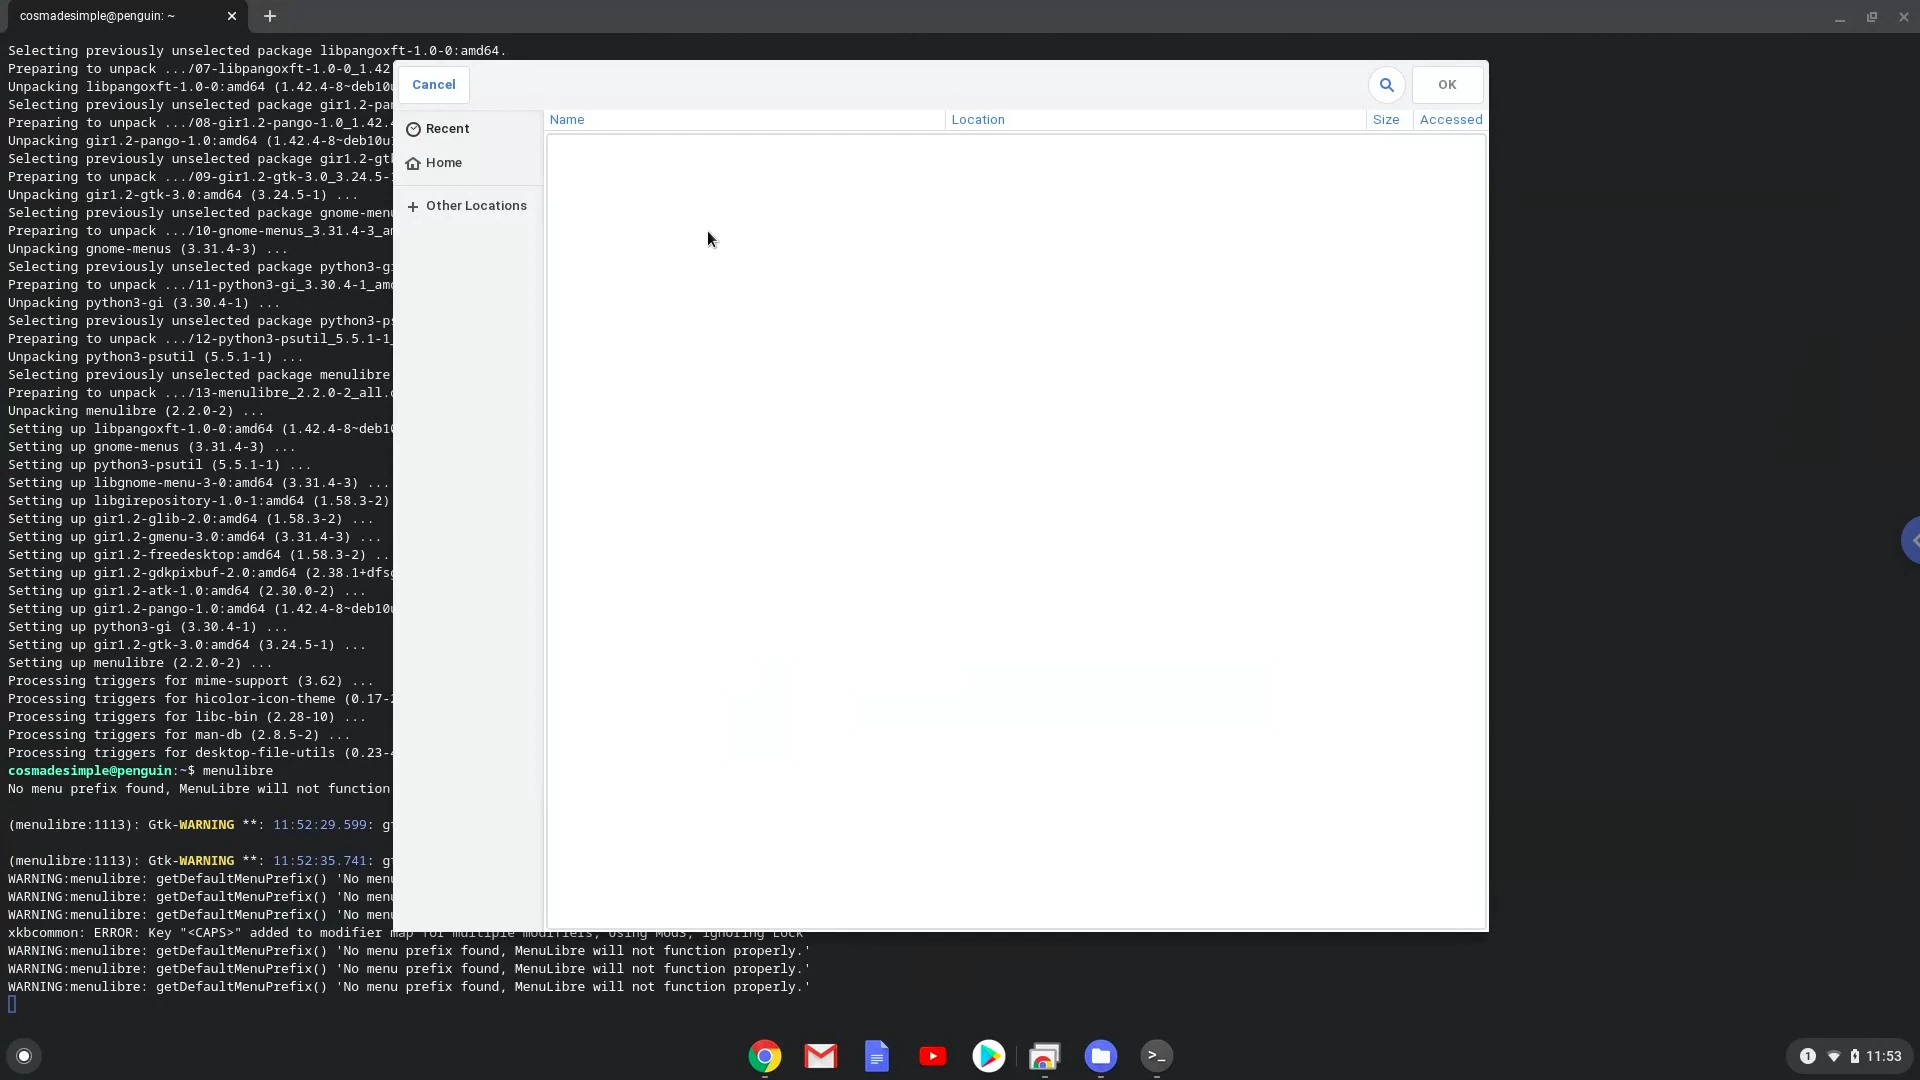 cosmadesimple@penguin: ~
Selecting previously unselected package libpangoxft-1.0-0:amd64.
Preparing to unpack .../07-libpangoxft-1.0-0_1.42
Unpacking libpangoxft-1.0-0:amd64 (1.42.4-8~deb10u
Selecting previously unselected package gir1.2-pan
Preparing to unpack .../08-gir1.2-pango-1.0_1.42.4
Unpacking gir1.2-pango-1.0:amd64 (1.42.4-8~deb10u
Selecting previously unselected package gir1.2-gtk
Preparing to unpack .../09-gir1.2-gtk-3.0_3.24.5-
Unpacking gir1.2-gtk-3.0:amd64 (3.24.5-1) ...
Selecting previously unselected package gnome-menu
Preparing to unpack .../10-gnome-menus_3.31.4-3_am
Unpacking gnome-menus (3.31.4-3) ...
Selecting previously unselected package python3-g
Preparing to unpack .../11-python3-gi_3.30.4-1_amd
Unpacking python3-gi (3.30.4-1) ...
Selecting previously unselected package python3-ps
Preparing to unpack .../12-python3-psutil_5.5.1-1_
Unpacking python3-psutil (5.5.1-1) ...
Selecting previously unselected package menulibre
Preparing to unpack .../13-menulibre_2.2.0-2_all.d
Unpacking menulibre (2.2.0-2) ...
Setting up libpangoxft-1.0-0:amd64 (1.42.4-8~deb10
Setting up gnome-menus (3.31.4-3) ...
Setting up python3-psutil (5.5.1-1) ...
Setting up libgnome-menu-3-0:amd64 (3.31.4-3) ...
Setting up libgirepository-1.0-1:amd64 (1.58.3-2)
Setting up gir1.2-glib-2.0:amd64 (1.58.3-2) ...
Setting up gir1.2-gmenu-3.0:amd64 (3.31.4-3) ...
Setting up gir1.2-freedesktop:amd64 (1.58.3-2) ..
Setting up gir1.2-gdkpixbuf-2.0:amd64 (2.38.1+dfsg
Setting up gir1.2-atk-1.0:amd64 (2.30.0-2) ...
Setting up gir1.2-pango-1.0:amd64 (1.42.4-8~deb10u
Setting up python3-gi (3.30.4-1) ...
Setting up gir1.2-gtk-3.0:amd64 (3.24.5-1) ...
Setting up menulibre (2.2.0-2) ...
Processing triggers for mime-support (3.62) ...
Processing triggers for hicolor-icon-theme (0.17-2
Processing triggers for libc-bin (2.28-10) ...
Processing triggers for man-db (2.8.5-2) ...
Processing triggers for desktop-file-utils (0.23-4
cosmadesimple@penguin:~$ menulibre
No menu prefix found, MenuLibre will not function
(menulibre:1113): Gtk-WARNING **: 11:52:29.599: gt
(menulibre:1113): Gtk-WARNING **: 11:52:35.741: gt
WARNING:menulibre: getDefaultMenuPrefix() 'No menu
WARNING:menulibre: getDefaultMenuPrefix() 'No menu
WARNING:menulibre: getDefaultMenuPrefix() 'No menu
xkbcommon: ERROR: Key "<CAPS>" added to modifier map for multiple modifiers; Using Mod3, ignoring Lock
WARNING:menulibre: getDefaultMenuPrefix() 'No menu prefix found, MenuLibre will not function properly.'
WARNING:menulibre: getDefaultMenuPrefix() 'No menu prefix found, MenuLibre will not function properly.'
WARNING:menulibre: getDefaultMenuPrefix() 'No menu prefix found, MenuLibre will not function properly.'
Cancel
OK
Recent
Home
Other Locations
Name Location Size Accessed
1 11:53